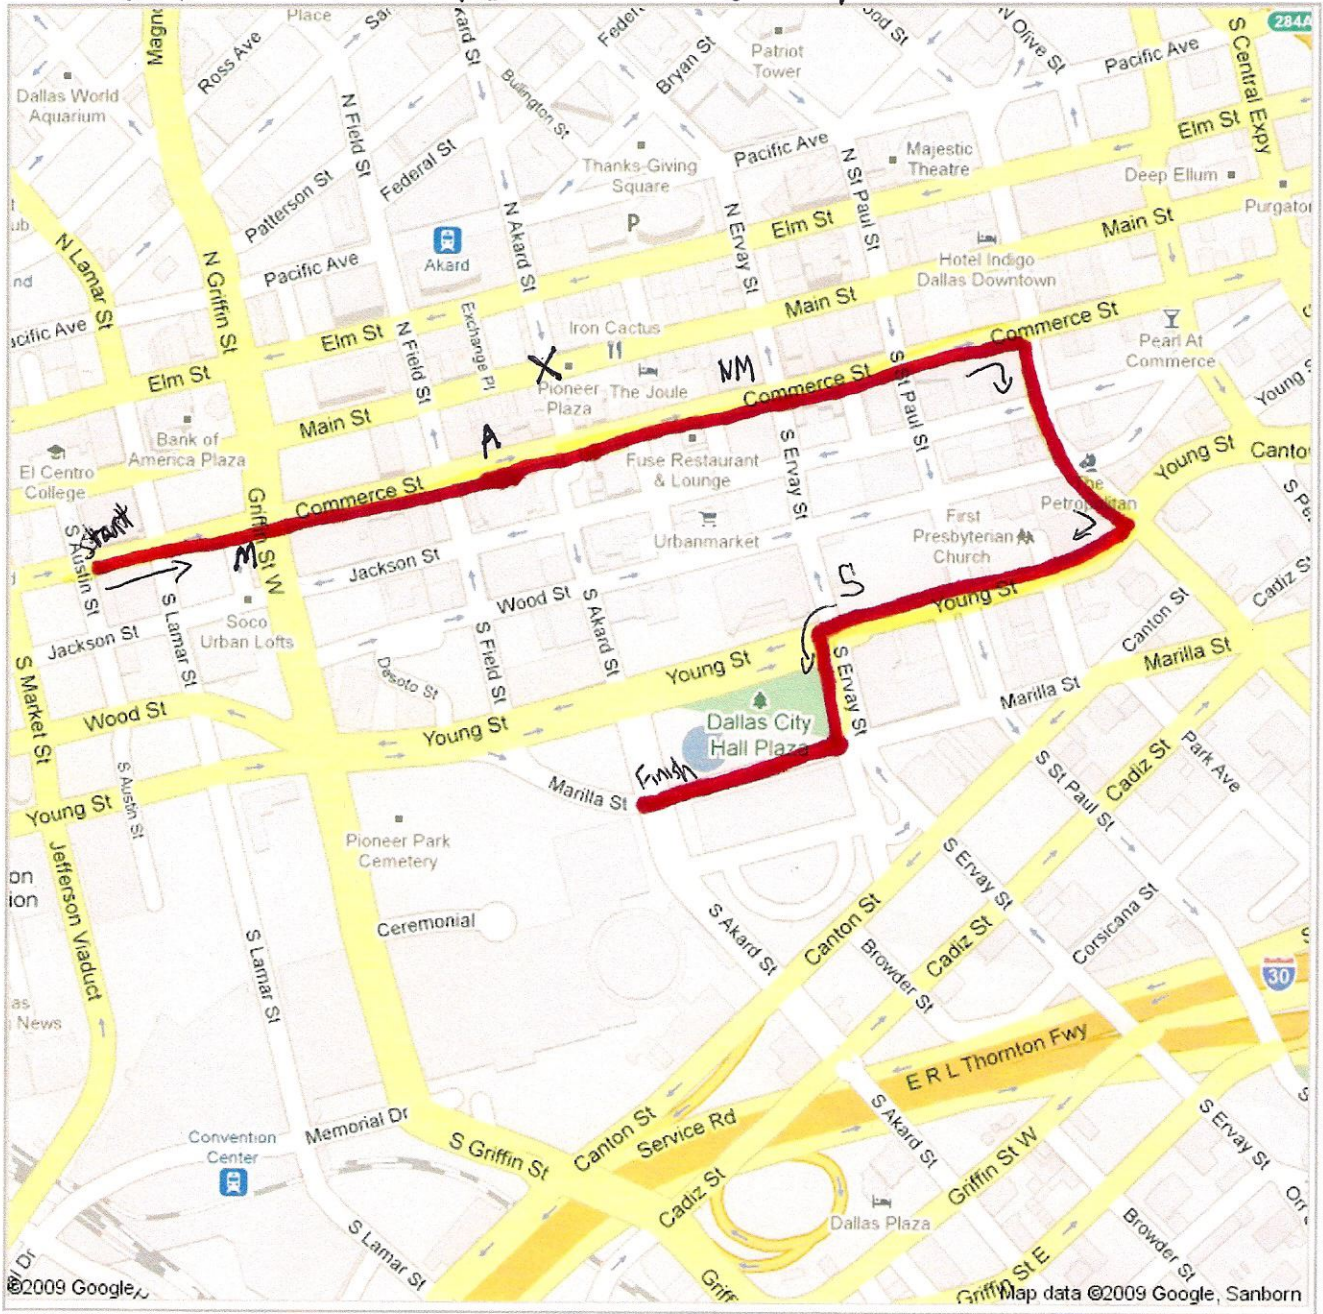 Place
284A
Magno
Ross Ave
N Olive St
Pacific Ave
S Central Expy
Bryan St
Patriot
Tower
Dallas World
Aquarium
Bullington St
N Field St
Federal St
Elm St
Thanks-Giving
Square
Pacific Ave
N St Paul St
Majestic
Theatre
Deep Ellum
Patterson St
P
N Akard St
N Ervay St
Elm St
Main St
N Lamar St
N Griffin St
Pacific Ave
Akard
Hotel Indigo
Dallas Downtown
Exchange Pl
Main St
Iron Cactus
Elm St
N Field St
Commerce St
Pearl At
Commerce
Elm St
X
Pioneer
Plaza
The Joule
NM
Commerce St
S St Paul St
Young S
Main St
A
Bank of
America Plaza
El Centro
College
Fuse Restaurant
& Lounge
S Ervay St
Young St
Canto
Commerce St
Griffin St W
The
Petropolitan
Start
S Austin St
M
Urbanmarket
First
Presbyterian
Church
Jackson St
Wood St
S
Young St
Cadiz St
Soco
Urban Lofts
S Lamar St
Jackson St
S Akard St
S Field St
Canton St
Marilla St
S Market St
Desoto St
Young St
S Ervay St
Marilla St
Wood St
Young St
Dallas City
Hall Plaza
Finish
Marilla St
S St Paul St
Cadiz St
Park Ave
S Austin St
Young St
Pioneer Park
Cemetery
Jefferson Viaduct
Ceremonial
S Lamar St
S Akard St
Canton St
S Ervay St
Browder St
Cadiz St
Corsicana St
30
News
E R L Thornton Fwy
Memorial Dr
Convention
Center
S Griffin St
Canton St
Service Rd
S Akard St
S Ervay St
Cadiz St
Griffin St W
Dallas Plaza
Browder St
S Lamar St
Griff
Griffin St E
©2009 Google
Map data ©2009 Google, Sanborn